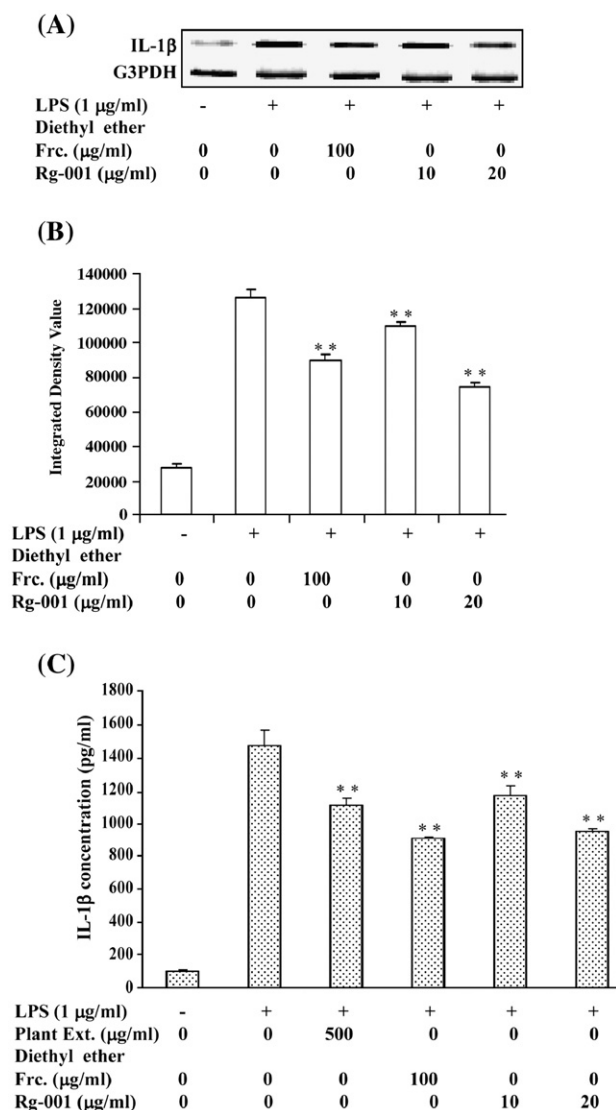 (A)
IL-1β
G3PDH
LPS (1 μg/ml) - + + + +
Diethyl ether
Frc. (μg/ml) 0 0 100 0 0
Rg-001 (μg/ml) 0 0 0 10 20
(B)
140000
120000
100000
80000
60000
40000
20000
0
Integrated Density Value
** ** **
LPS (1 μg/ml) - + + + +
Diethyl ether
Frc. (μg/ml) 0 0 100 0 0
Rg-001 (μg/ml) 0 0 0 10 20
(C)
1800
1600
1400
1200
1000
800
600
400
200
0
IL-1β concentration (pg/ml)
** ** ** **
LPS (1 μg/ml) - + + + + +
Plant Ext. (μg/ml) 0 0 500 0 0 0
Diethyl ether
Frc. (μg/ml) 0 0 0 100 0 0
Rg-001 (μg/ml) 0 0 0 0 10 20